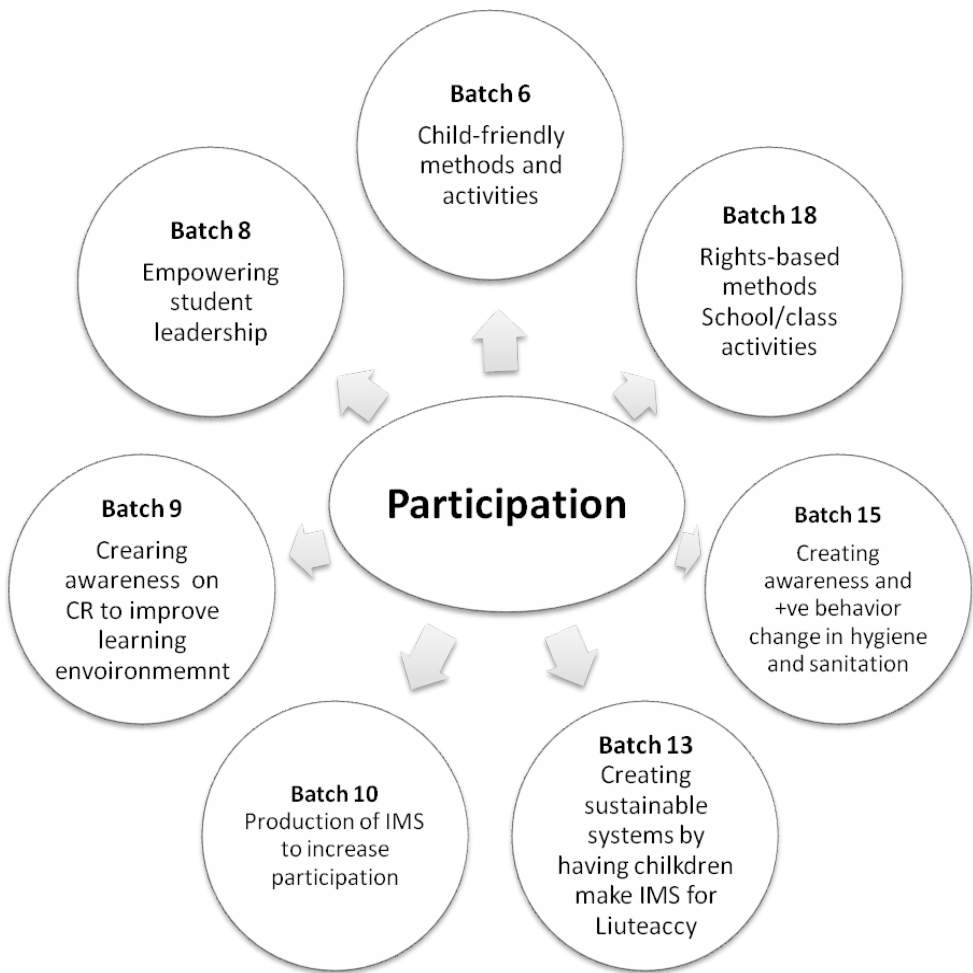 Batch 6
Child-friendly
methods and
activities
Batch 18
Rights-based
methods
School/class
activities
Batch 8
Empowering
student
leadership
Participation
Batch 9
Crearing
awareness on
CR to improve
learning
envoironmemnt
Batch 15
Creating
awareness and
+ve behavior
change in hygiene
and sanitation
Batch 10
Production of IMS
to increase
participation
Batch 13
Creating
sustainable
systems by
having chilkdren
make IMS for
Liuteaccy